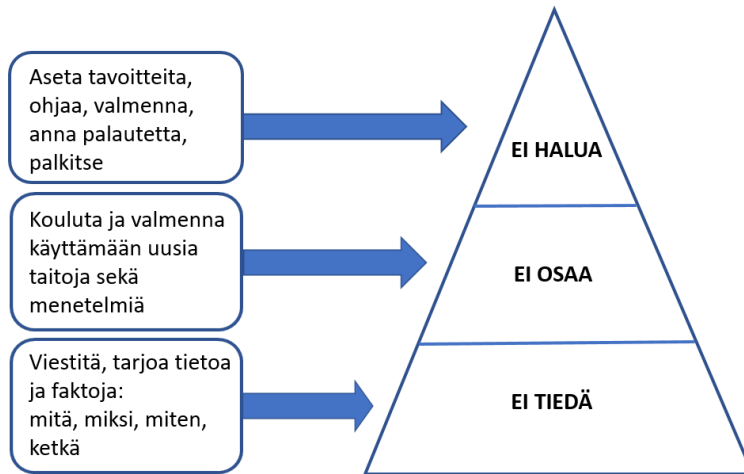 Aseta tavoitteita,
ohjaa, valmenna,
anna palautetta,
palkitse
EI HALUA
Kouluta ja valmenna
käyttämään uusia
taitoja sekä
menetelmiä
EI OSAA
Viestitä, tarjoa tietoa
ja faktoja:
mitä, miksi, miten,
ketkä
EI TIEDÄ